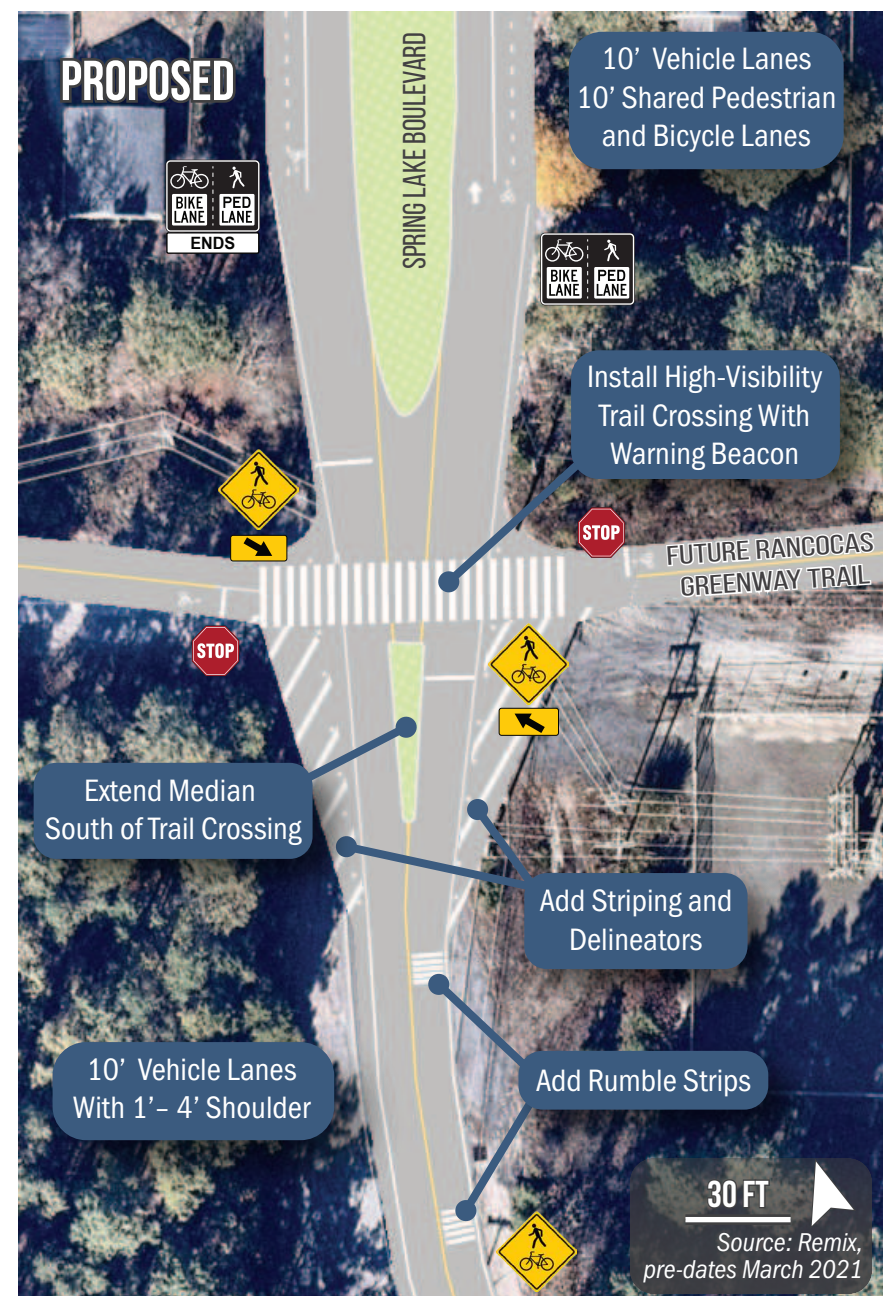 PROPOSED
SPRING LAKE BOULEVARD
10’ Vehicle Lanes
10’ Shared Pedestrian
and Bicycle Lanes
BIKE LANE
PED LANE
ENDS
BIKE LANE
PED LANE
Install High-Visibility
Trail Crossing With
Warning Beacon
STOP
FUTURE RANCOCAS
GREENWAY TRAIL
STOP
Extend Median
South of Trail Crossing
Add Striping and
Delineators
10’ Vehicle Lanes
With 1’– 4’ Shoulder
Add Rumble Strips
30 FT
Source: Remix,
pre-dates March 2021